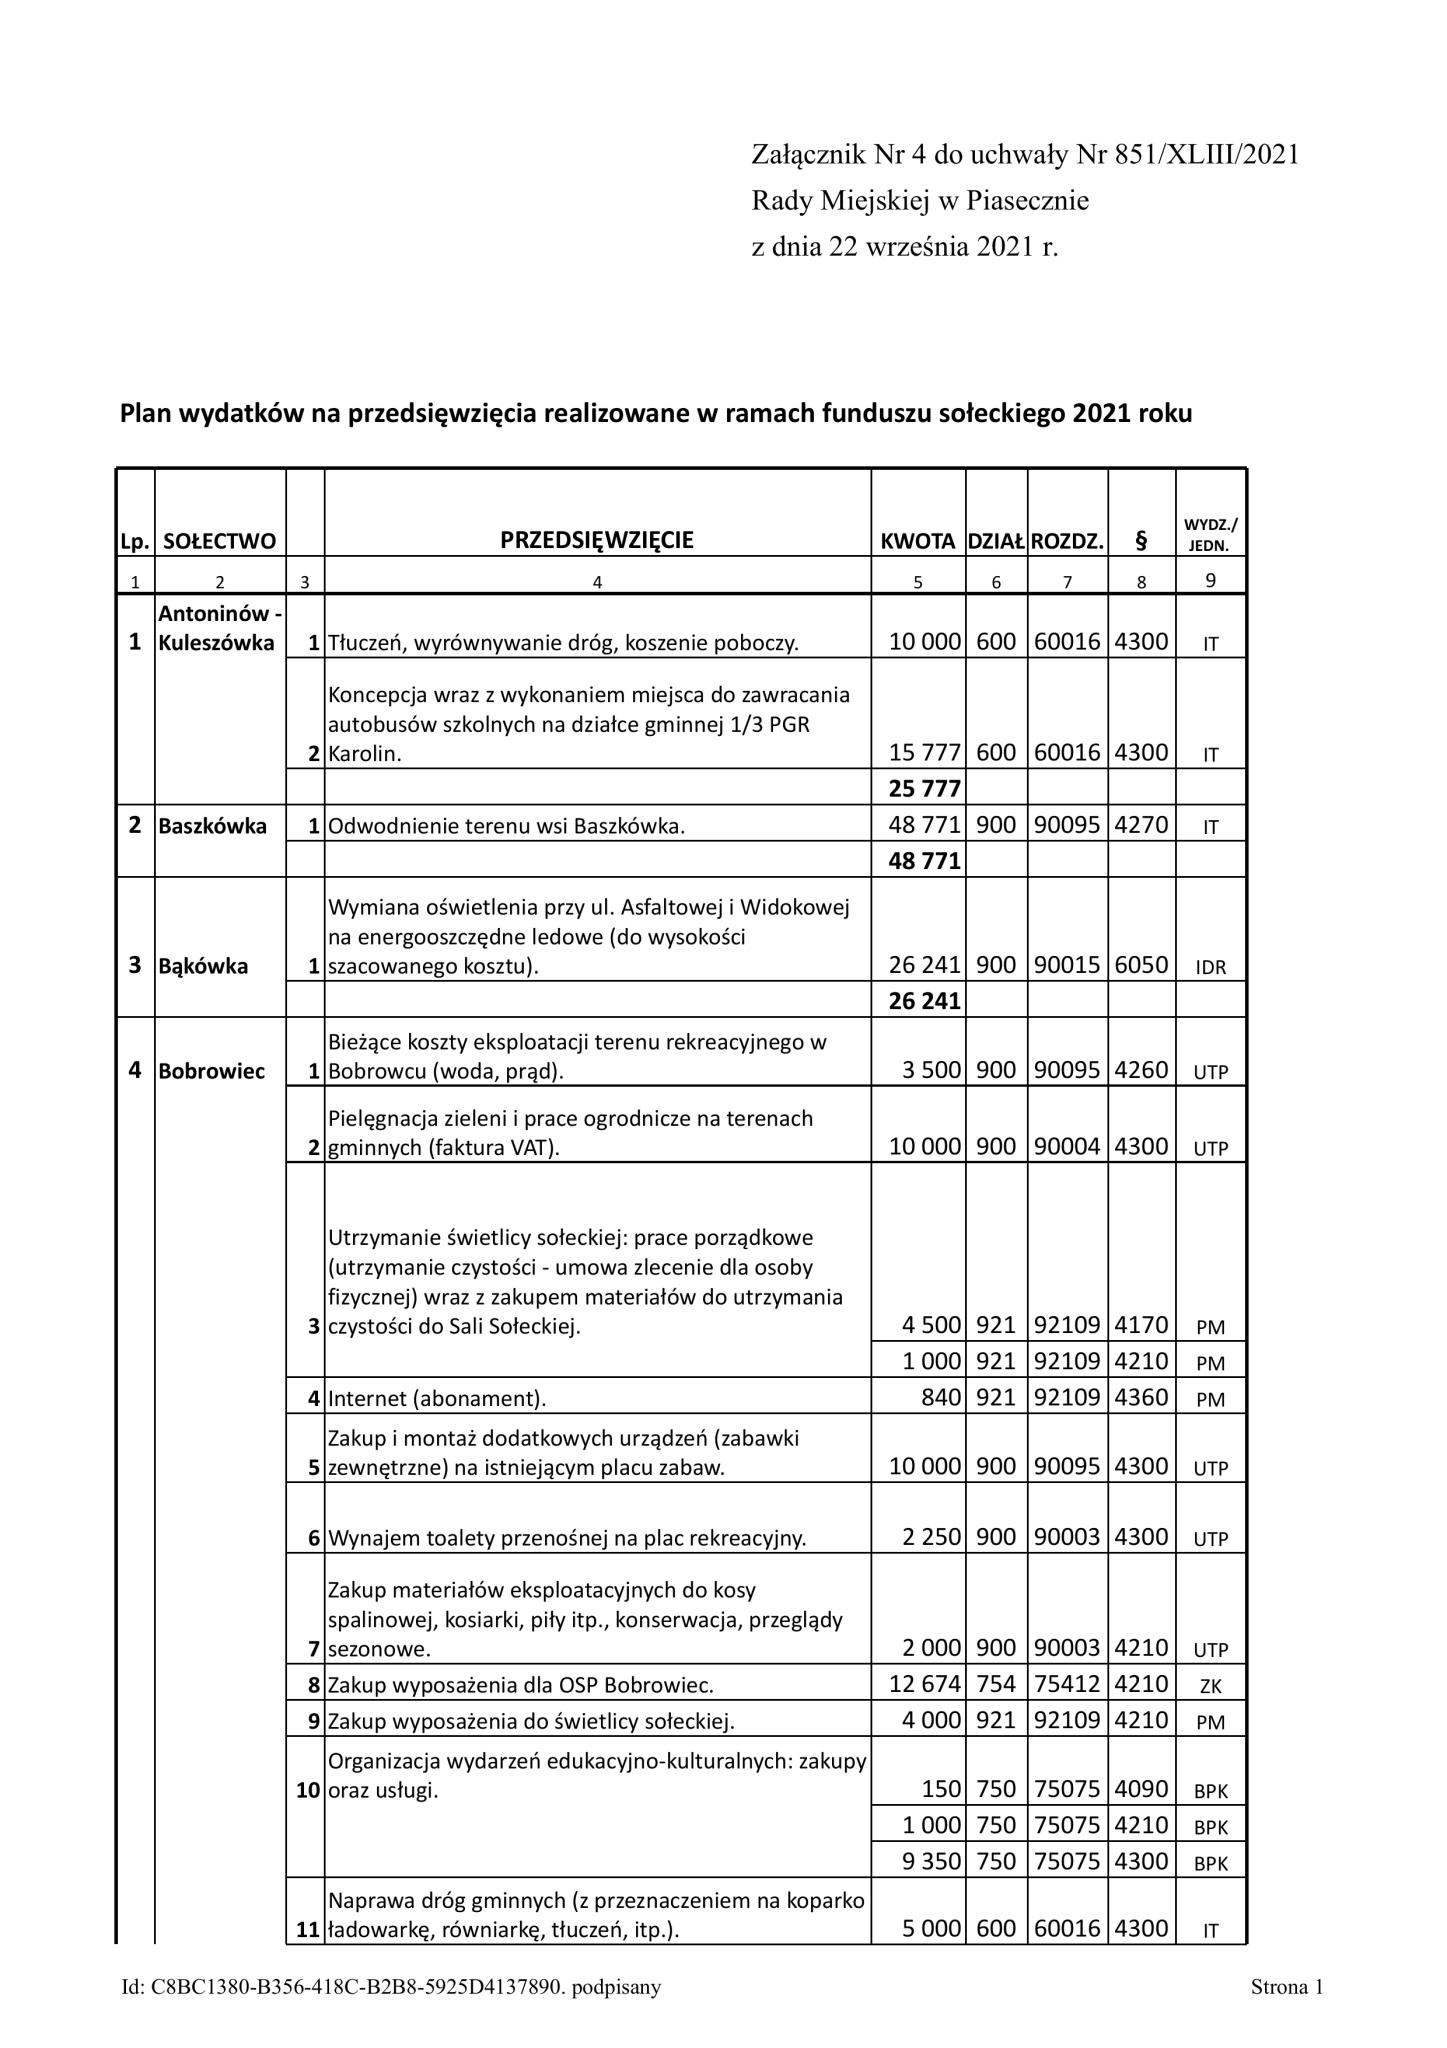 Załącznik Nr 4 do uchwały Nr 851/XLIII/2021
Rady Miejskiej w Piasecznie
z dnia 22 września 2021 r.
Plan wydatków na przedsięwzięcia realizowane w ramach funduszu sołeckiego 2021 roku
Lp. SOŁECTWO PRZEDSIĘWZIĘCIE KWOTA DZIAŁ ROZDZ. § WYDZ./
JEDN.
1 2 3 4 5 6 7 8 9
Antoninów -
1 Kuleszówka 1 Tłuczeń, wyrównywanie dróg, koszenie poboczy. 10 000 600 60016 4300 IT
Koncepcja wraz z wykonaniem miejsca do zawracania
autobusów szkolnych na działce gminnej 1/3 PGR
2 Karolin. 15 777 600 60016 4300 IT
25 777
2 Baszkówka 1 Odwodnienie terenu wsi Baszkówka. 48 771 900 90095 4270 IT
48 771
Wymiana oświetlenia przy ul. Asfaltowej i Widokowej
na energooszczędne ledowe (do wysokości
3 Bąkówka 1 szacowanego kosztu). 26 241 900 90015 6050 IDR
26 241
Bieżące koszty eksploatacji terenu rekreacyjnego w
4 Bobrowiec 1 Bobrowcu (woda, prąd). 3 500 900 90095 4260 UTP
Pielęgnacja zieleni i prace ogrodnicze na terenach
2 gminnych (faktura VAT). 10 000 900 90004 4300 UTP
Utrzymanie świetlicy sołeckiej: prace porządkowe
(utrzymanie czystości - umowa zlecenie dla osoby
fizycznej) wraz z zakupem materiałów do utrzymania
3 czystości do Sali Sołeckiej. 4 500 921 92109 4170 PM
1 000 921 92109 4210 PM
4 Internet (abonament). 840 921 92109 4360 PM
Zakup i montaż dodatkowych urządzeń (zabawki
5 zewnętrzne) na istniejącym placu zabaw. 10 000 900 90095 4300 UTP
6 Wynajem toalety przenośnej na plac rekreacyjny. 2 250 900 90003 4300 UTP
Zakup materiałów eksploatacyjnych do kosy
spalinowej, kosiarki, piły itp., konserwacja, przeglądy
7 sezonowe. 2 000 900 90003 4210 UTP
8 Zakup wyposażenia dla OSP Bobrowiec. 12 674 754 75412 4210 ZK
9 Zakup wyposażenia do świetlicy sołeckiej. 4 000 921 92109 4210 PM
Organizacja wydarzeń edukacyjno-kulturalnych: zakupy
10 oraz usługi. 150 750 75075 4090 BPK
1 000 750 75075 4210 BPK
9 350 750 75075 4300 BPK
Naprawa dróg gminnych (z przeznaczeniem na koparko
11 ładowarkę, równiarkę, tłuczeń, itp.). 5 000 600 60016 4300 IT
Id: C8BC1380-B356-418C-B2B8-5925D4137890. podpisany Strona 1